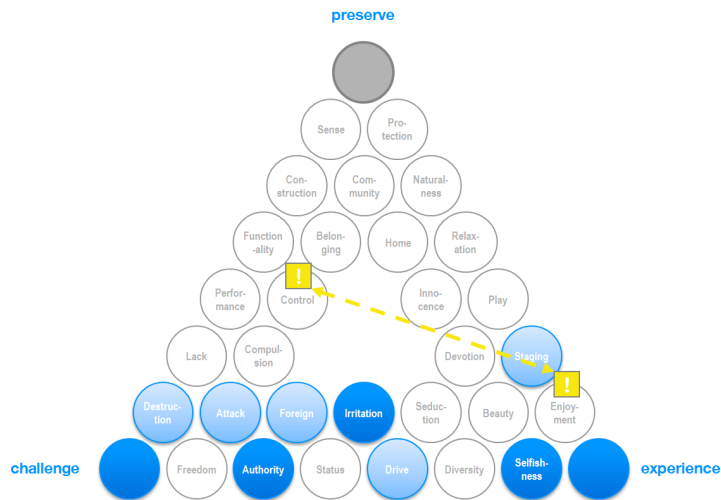 preserve
Sense
Pro-
tection
Con-
struction
Com-
munity
Natural-
ness
Function
-ality
Belon-
ging
Home
Relax-
ation
!
Perfor-
mance
Control
Inno-
cence
Play
Lack
Compul-
sion
Devotion
Staging
!
Destruc-
tion
Attack
Foreign
Irritation
Seduc-
tion
Beauty
Enjoy-
ment
challenge
Freedom
Authority
Status
Drive
Diversity
Selfish-
ness
experience